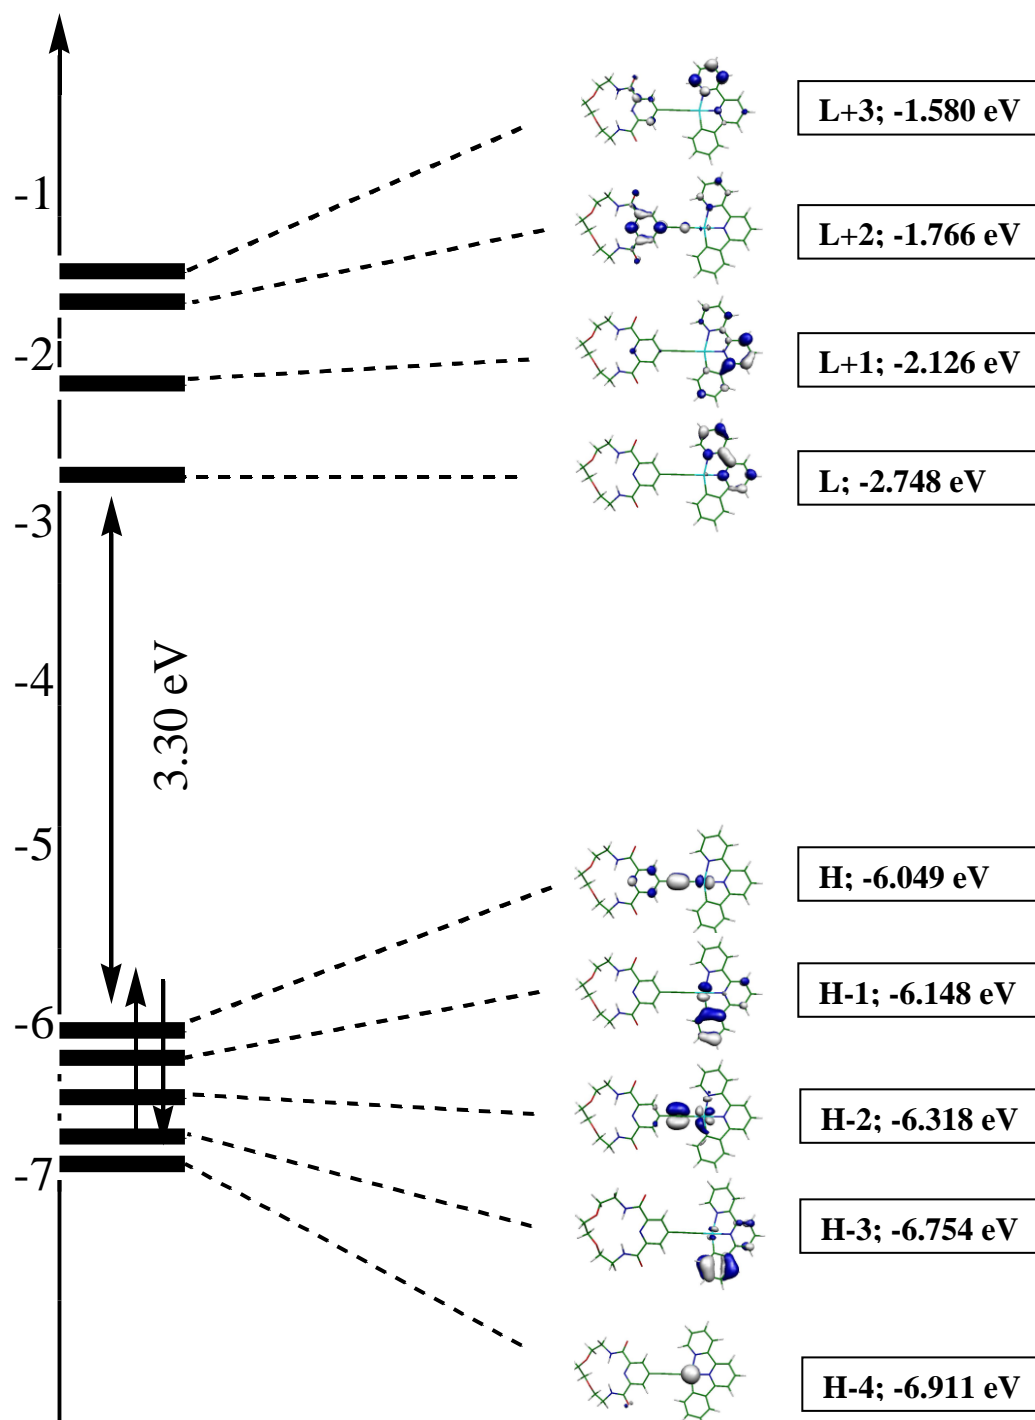 -1
-2
-3
-4
-5
-6
-7
3.30 eV
L+3; -1.580 eV
L+2; -1.766 eV
L+1; -2.126 eV
L; -2.748 eV
H; -6.049 eV
H-1; -6.148 eV
H-2; -6.318 eV
H-3; -6.754 eV
H-4; -6.911 eV